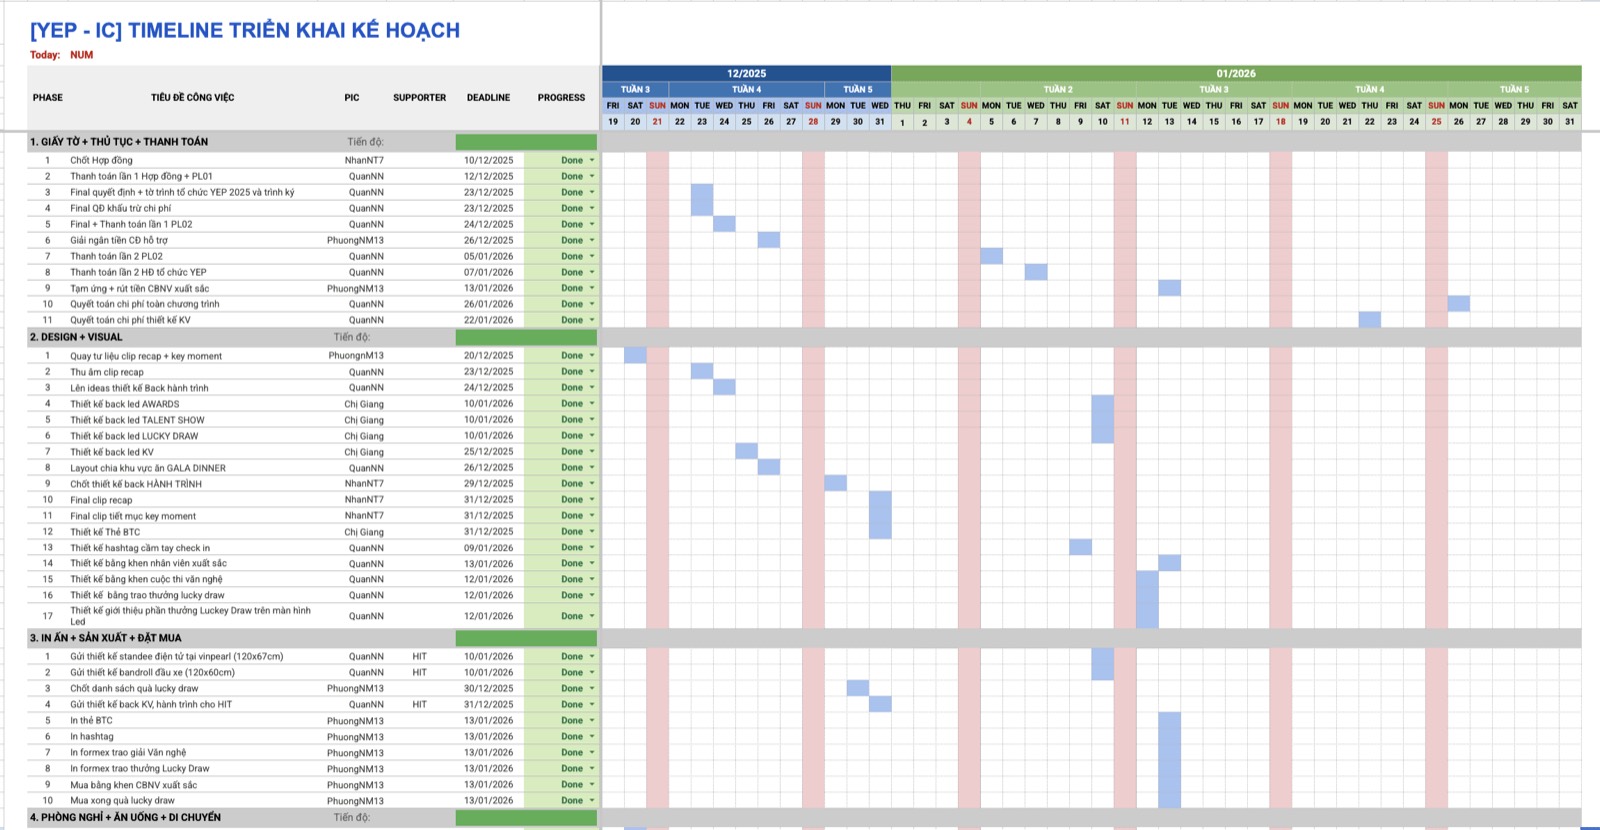 [YEP - IC] TIMELINE TRIỂN KHAI KẾ HOẠCH
Today: NUM
12/2025 01/2026
TUẦN 3 TUẦN 4 TUẦN 5 TUẦN 2 TUẦN 3 TUẦN 4 TUẦN 5
PHASE TIÊU ĐỀ CÔNG VIỆC PIC SUPPORTER DEADLINE PROGRESS
FRI SAT SUN MON TUE WED THU FRI SAT SUN MON TUE WED THU FRI SAT SUN MON TUE WED THU FRI SAT SUN MON TUE WED THU FRI SAT SUN MON TUE WED THU FRI SAT SUN MON TUE WED THU FRI SAT
19 20 21 22 23 24 25 26 27 28 29 30 31 1 2 3 4 5 6 7 8 9 10 11 12 13 14 15 16 17 18 19 20 21 22 23 24 25 26 27 28 29 30 31
1. GIẤY TỜ + THỦ TỤC + THANH TOÁN Tiến độ:
1 Chốt Hợp đồng NhanNT7 10/12/2025 Done
2 Thanh toán lần 1 Hợp đồng + PL01 QuanNN 12/12/2025 Done
3 Final quyết định + tờ trình tổ chức YEP 2025 và trình ký QuanNN 23/12/2025 Done
4 Final QĐ khấu trừ chi phí QuanNN 23/12/2025 Done
5 Final + Thanh toán lần 1 PL02 QuanNN 24/12/2025 Done
6 Giải ngân tiền CĐ hỗ trợ PhuongNM13 26/12/2025 Done
7 Thanh toán lần 2 PL02 QuanNN 05/01/2026 Done
8 Thanh toán lần 2 HĐ tổ chức YEP QuanNN 07/01/2026 Done
9 Tạm ứng + rút tiền CBNV xuất sắc PhuongNM13 13/01/2026 Done
10 Quyết toán chi phí toàn chương trình QuanNN 26/01/2026 Done
11 Quyết toán chi phí thiết kế KV QuanNN 22/01/2026 Done
2. DESIGN + VISUAL Tiến độ:
1 Quay tư liệu clip recap + key moment PhuongnM13 20/12/2025 Done
2 Thu âm clip recap QuanNN 23/12/2025 Done
3 Lên ideas thiết kế Back hành trình QuanNN 24/12/2025 Done
4 Thiết kế back led AWARDS Chị Giang 10/01/2026 Done
5 Thiết kế back led TALENT SHOW Chị Giang 10/01/2026 Done
6 Thiết kế back led LUCKY DRAW Chị Giang 10/01/2026 Done
7 Thiết kế back led KV Chị Giang 25/12/2025 Done
8 Layout chia khu vực ăn GALA DINNER QuanNN 26/12/2025 Done
9 Chốt thiết kế back HÀNH TRÌNH NhanNT7 29/12/2025 Done
10 Final clip recap NhanNT7 31/12/2025 Done
11 Final clip tiết mục key moment NhanNT7 31/12/2025 Done
12 Thiết kế Thẻ BTC Chị Giang 31/12/2025 Done
13 Thiết kế hashtag cầm tay check in QuanNN 09/01/2026 Done
14 Thiết kế bằng khen nhân viên xuất sắc QuanNN 13/01/2026 Done
15 Thiết kế bằng khen cuộc thi văn nghệ QuanNN 12/01/2026 Done
16 Thiết kế bảng trao thưởng lucky draw QuanNN 12/01/2026 Done
17 Thiết kế giới thiệu phần thưởng Luckey Draw trên màn hình Led QuanNN 12/01/2026 Done
3. IN ẤN + SẢN XUẤT + ĐẶT MUA
1 Gửi thiết kế standee điện tử tại vinpearl (120x67cm) QuanNN HIT 10/01/2026 Done
2 Gửi thiết kế bandroll đầu xe (120x60cm) QuanNN HIT 10/01/2026 Done
3 Chốt danh sách quà lucky draw PhuongNM13 30/12/2025 Done
4 Gửi thiết kế back KV, hành trình cho HIT QuanNN HIT 31/12/2025 Done
5 In thẻ BTC PhuongNM13 13/01/2026 Done
6 In hashtag PhuongNM13 13/01/2026 Done
7 In formex trao giải Văn nghệ PhuongNM13 13/01/2026 Done
8 In formex trao thưởng Lucky Draw PhuongNM13 13/01/2026 Done
9 Mua bằng khen CBNV xuất sắc PhuongNM13 13/01/2026 Done
10 Mua xong quà lucky draw PhuongNM13 13/01/2026 Done
4. PHÒNG NGHỈ + ĂN UỐNG + DI CHUYỂN Tiến độ: